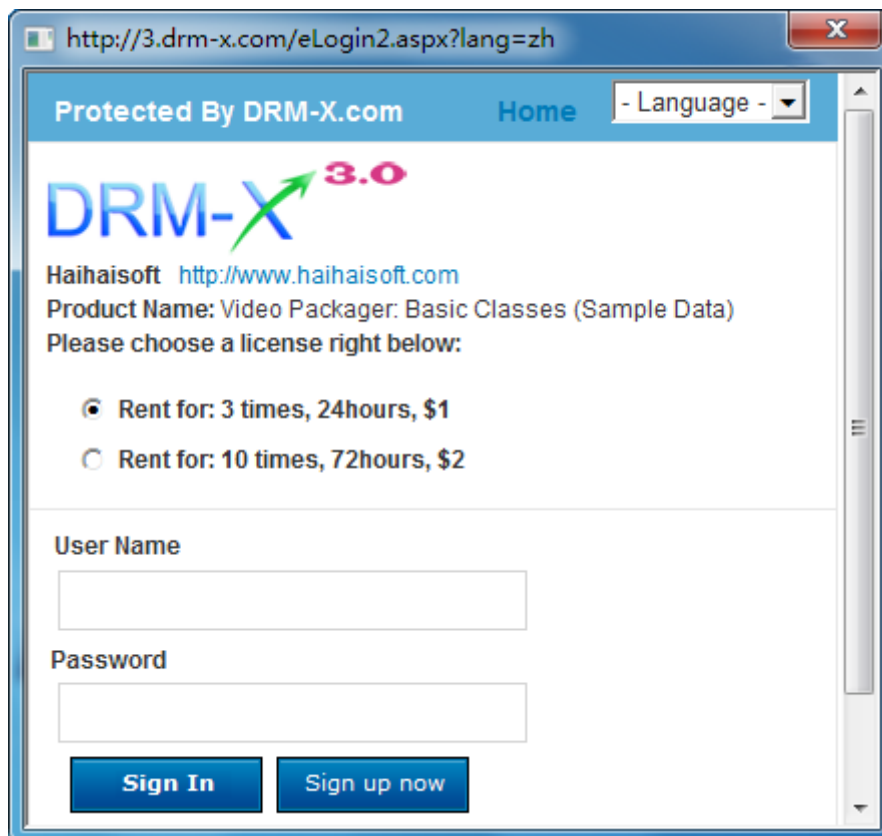 http://3.drm-x.com/eLogin2.aspx?lang=zh
Protected By DRM-X.com Home - Language -
DRM-X 3.0
Haihaisoft http://www.haihaisoft.com
Product Name: Video Packager: Basic Classes (Sample Data)
Please choose a license right below:
Rent for: 3 times, 24hours, $1
Rent for: 10 times, 72hours, $2
User Name
Password
Sign In Sign up now